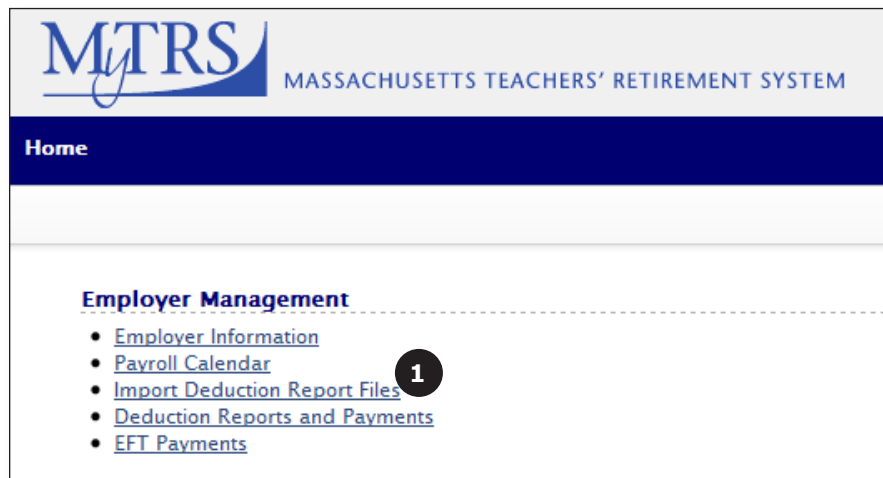 MyTRS
MASSACHUSETTS TEACHERS' RETIREMENT SYSTEM
Home
Employer Management
• Employer Information
• Payroll Calendar
• Import Deduction Report Files 1
• Deduction Reports and Payments
• EFT Payments